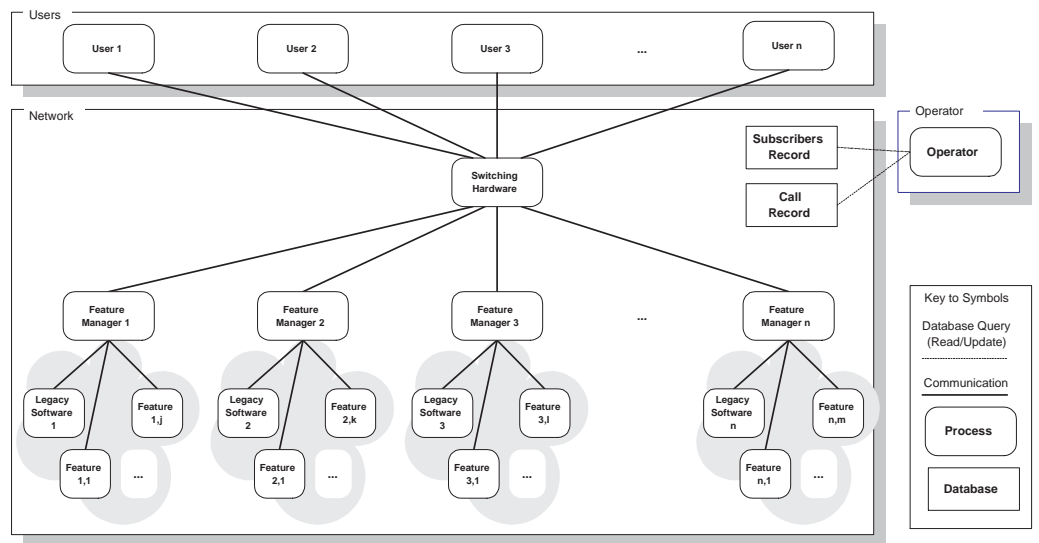 Users
User 1
User 2
User 3
...
User n
Network
Switching
Hardware
Subscribers
Record
Call
Record
Operator
Operator
Feature
Manager 1
Feature
Manager 2
Feature
Manager 3
...
Feature
Manager n
Legacy
Software
1
Feature
1,j
Feature
1,1
...
Legacy
Software
2
Feature
2,k
Feature
2,1
...
Legacy
Software
3
Feature
3,l
Feature
3,1
...
Legacy
Software
n
Feature
n,m
Feature
n,1
...
Key to Symbols
Database Query
(Read/Update)
Communication
Process
Database